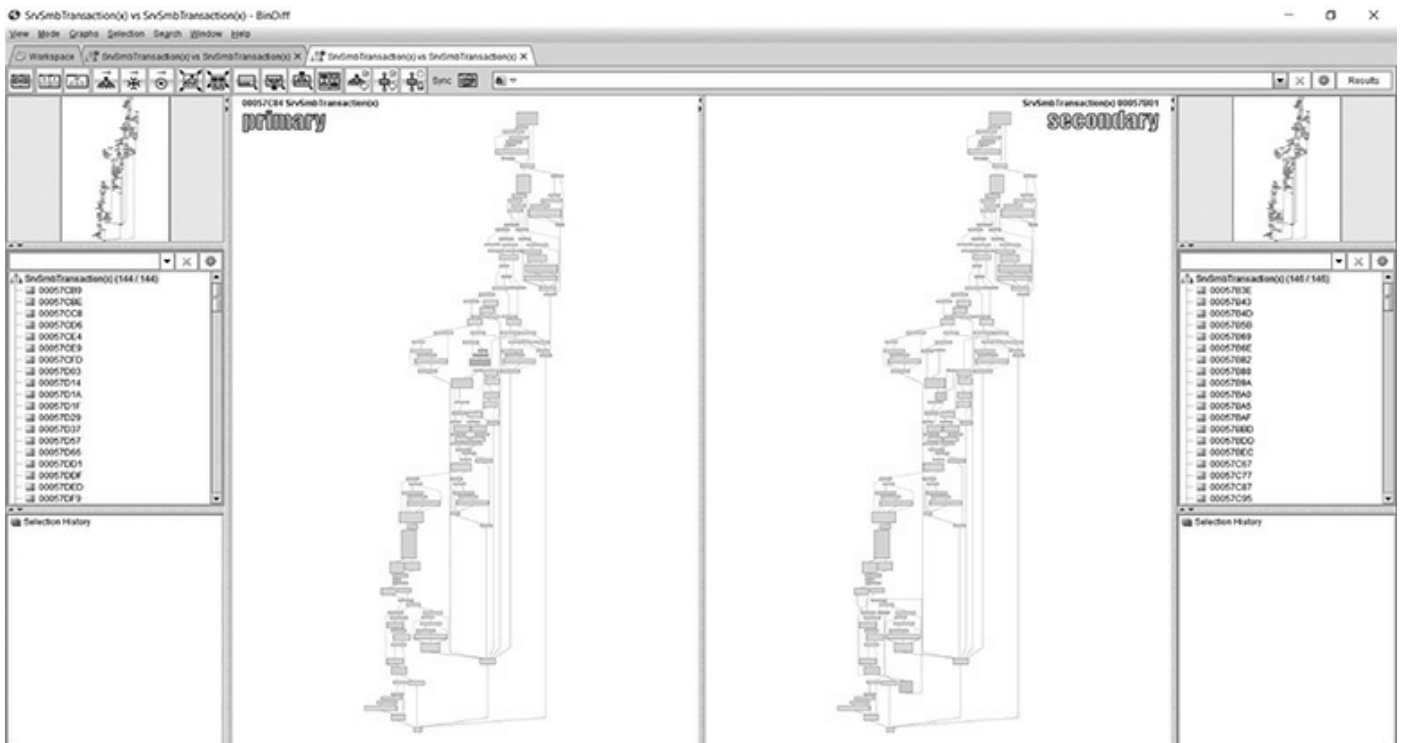 SrvSmbTransaction(x) vs SrvSmbTransaction(x) - BinDiff
View Mode Graphs Selection Search Window Help
Workspace SrvSmbTransaction(x) vs SrvSmbTransaction(x) SrvSmbTransaction(x) vs SrvSmbTransaction(x)
Sync Results
00057C84 SrvSmbTransaction(x)
primary
SrvSmbTransaction(x) 00057B01
secondary
SrvSmbTransaction(x) (144 / 144)
00057CB9
00057CBE
00057CC8
00057CD6
00057CE4
00057CE9
00057CFD
00057D03
00057D14
00057D1A
00057D1F
00057D29
00057D37
00057D57
00057D66
00057DD1
00057DDF
00057DED
00057DF9
Selection History
SrvSmbTransaction(x) (146 / 146)
00057B3E
00057B43
00057B4D
00057B5B
00057B69
00057B6E
00057B82
00057B88
00057B9A
00057BA0
00057BA5
00057BAF
00057BBD
00057BDD
00057BEC
00057C67
00057C77
00057C87
00057C95
Selection History